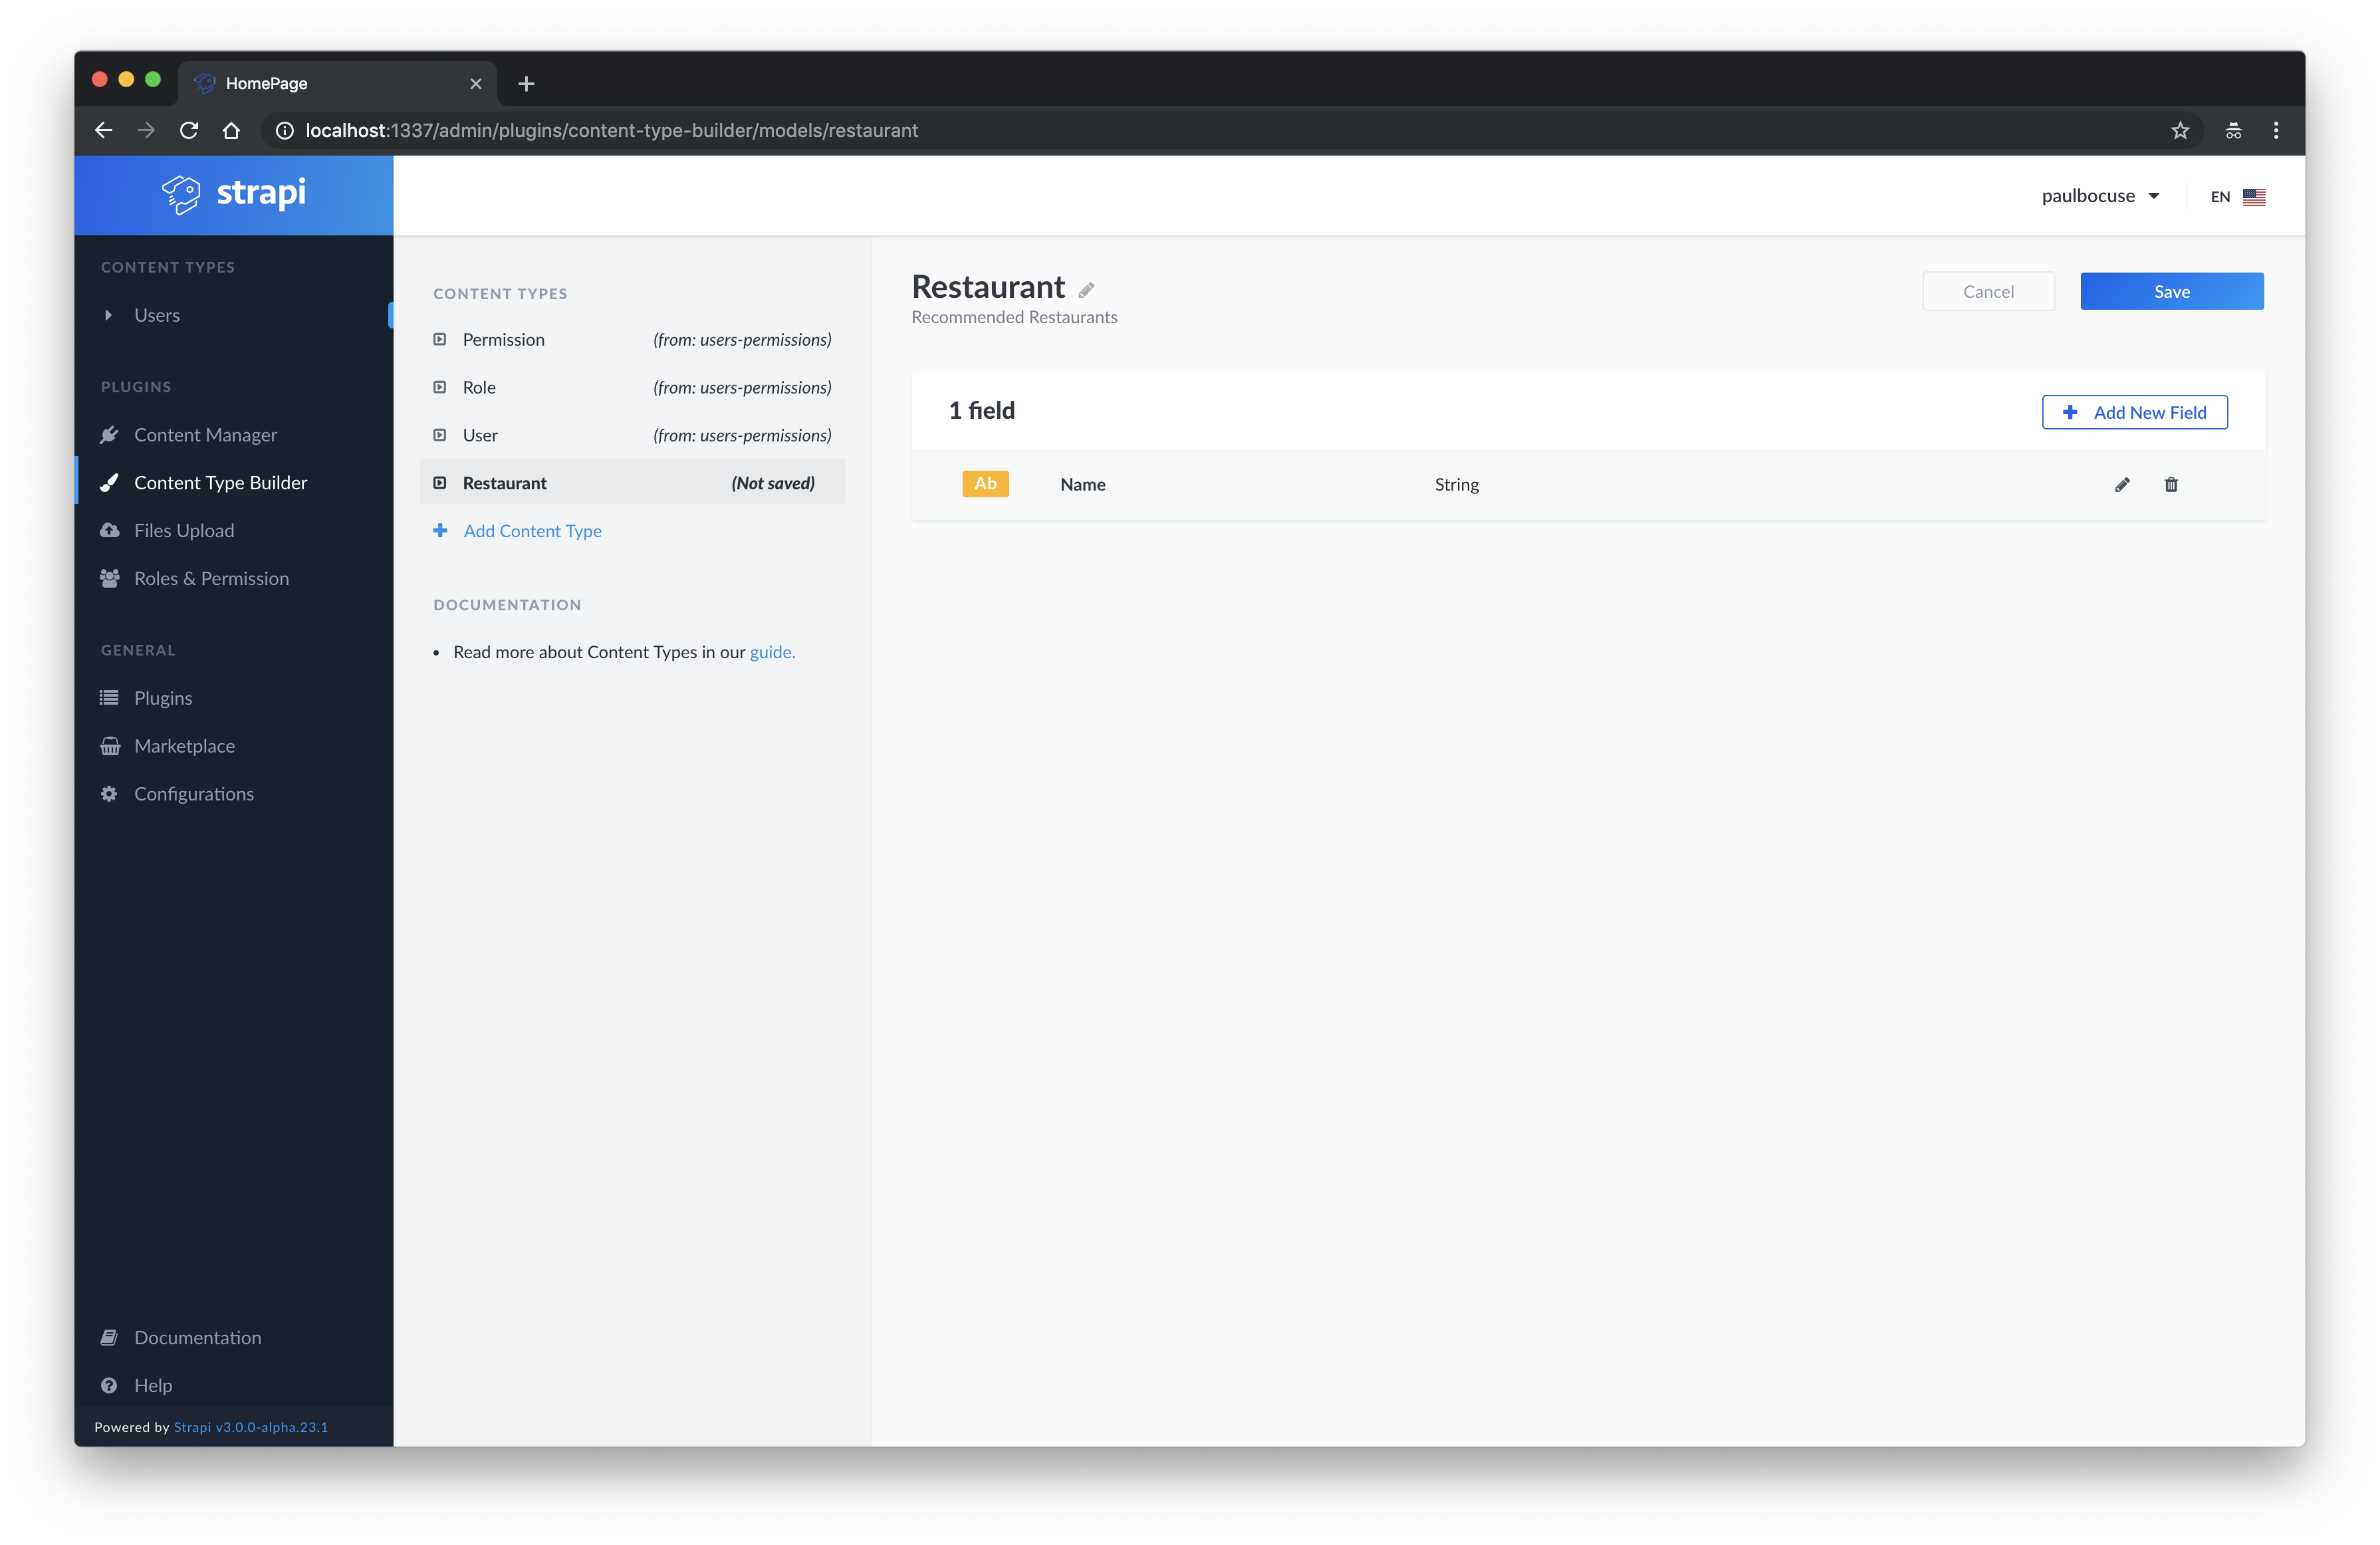 HomePage
localhost:1337/admin/plugins/content-type-builder/models/restaurant
strapi
paulbocuse
EN
CONTENT TYPES
Users
PLUGINS
Content Manager
Content Type Builder
Files Upload
Roles & Permission
GENERAL
Plugins
Marketplace
Configurations
Documentation
Help
Powered by Strapi v3.0.0-alpha.23.1
CONTENT TYPES
Permission (from: users-permissions)
Role (from: users-permissions)
User (from: users-permissions)
Restaurant (Not saved)
Add Content Type
DOCUMENTATION
• Read more about Content Types in our guide.
Restaurant
Recommended Restaurants
Cancel
Save
1 field
Add New Field
Ab Name String